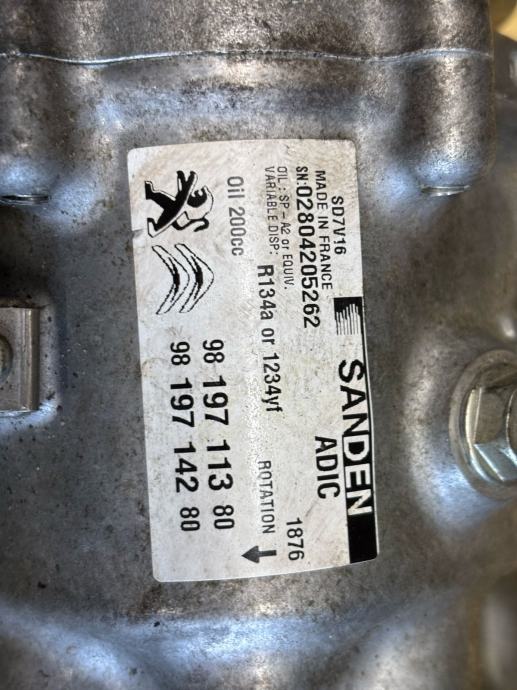 SANDEN
SD7V16
MADE IN FRANCE
ADIC
1876
SN:02804205262
OIL : SP - A2 or EQUIV.
VARIABLE DISP:
R134a or 1234yf
ROTATION
Oil 200cc
98 197 113 80
98 197 142 80